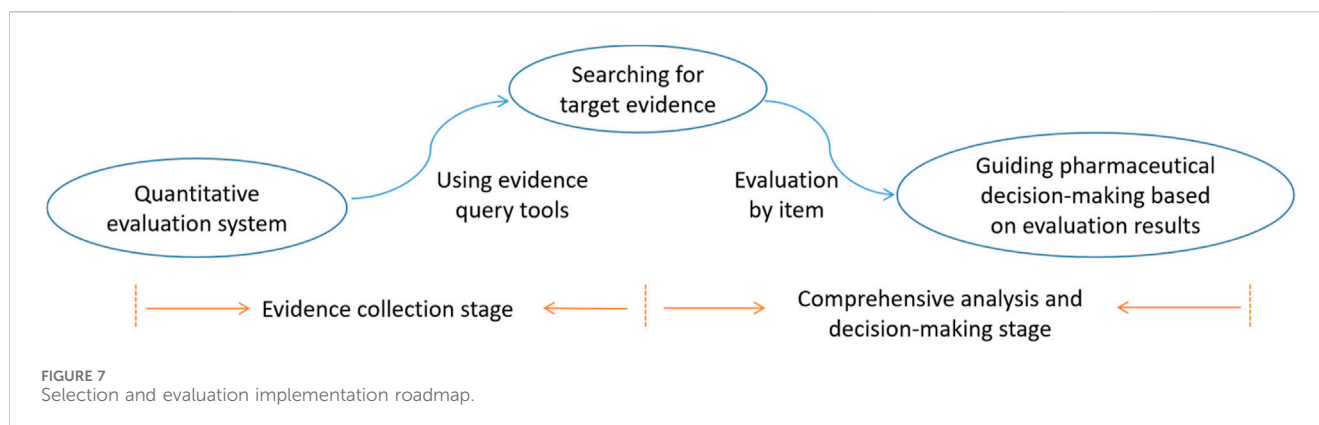 Searching for
target evidence
Quantitative
evaluation system
Using evidence
query tools
Evaluation
by item
Guiding pharmaceutical
decision-making based
on evaluation results
Evidence collection stage
Comprehensive analysis and
decision-making stage
FIGURE 7
Selection and evaluation implementation roadmap.